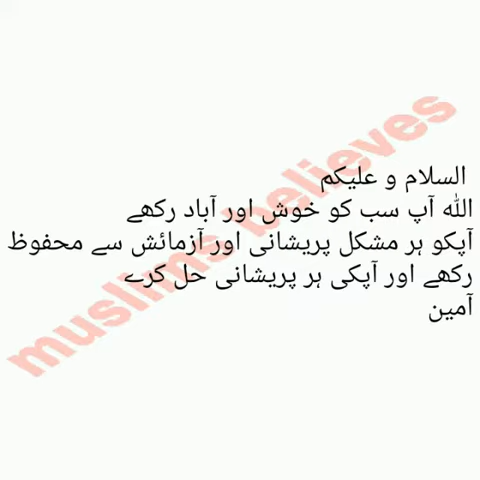 السلام و علیکم
اللہ آپ سب کو خوش اور آباد رکھے
آپکو ہر مشکل پریشانی اور آزمائش سے محفوظ
رکھے اور آپکی ہر پریشانی حل کرے
آمین
muslims believes